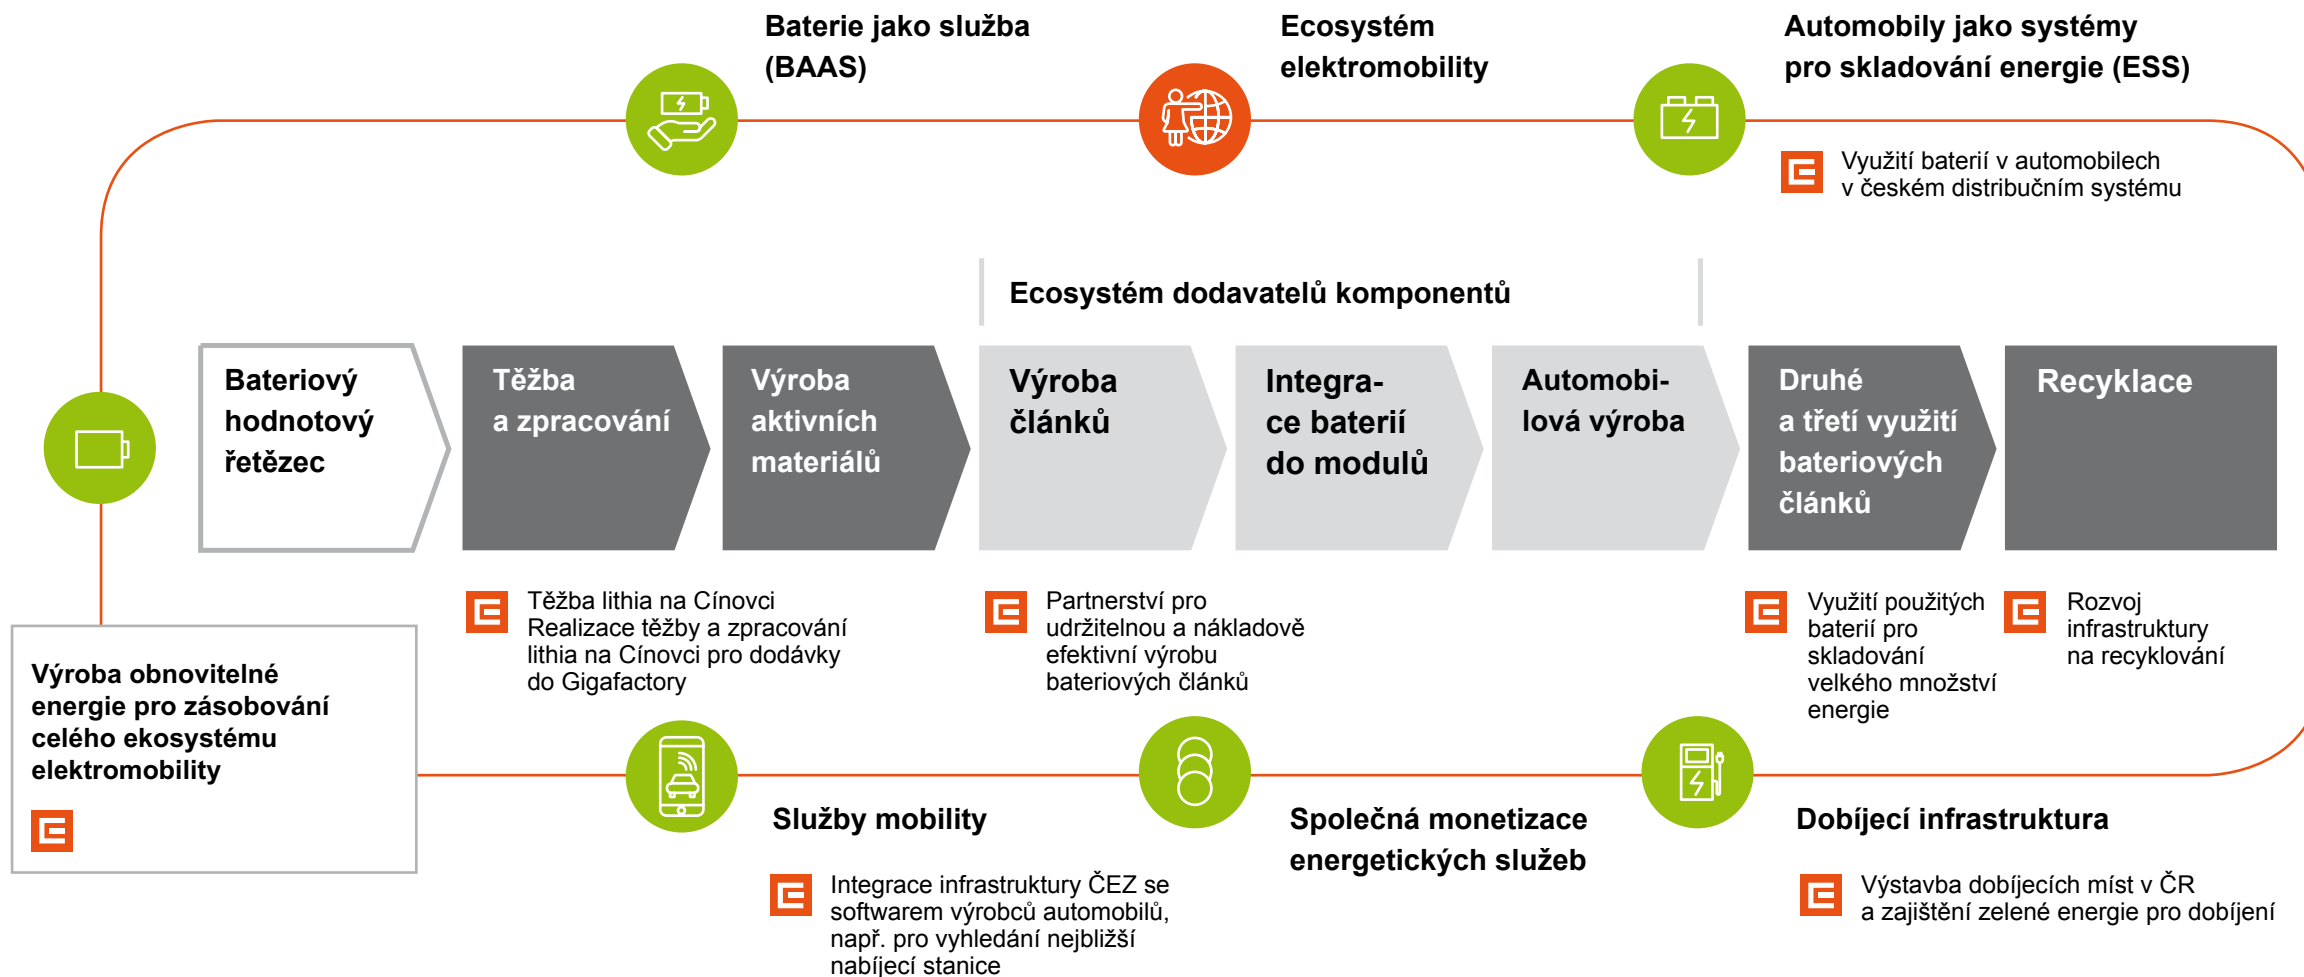 Baterie jako služba
(BAAS)
Ecosystém
elektromobility
Automobily jako systémy
pro skladování energie (ESS)
Využití baterií v automobilech
v českém distribučním systému
Ecosystém dodavatelů komponentů
Bateriový
hodnotový
řetězec
Těžba
a zpracování
Výroba
aktivních
materiálů
Výroba
článků
Integra-
ce baterií
do modulů
Automobi-
lová výroba
Druhé
a třetí využití
bateriových
článků
Recyklace
Těžba lithia na Cínovci
Realizace těžby a zpracování
lithia na Cínovci pro dodávky
do Gigafactory
Partnerství pro
udržitelnou a nákladově
efektivní výrobu
bateriových článků
Využití použitých
baterií pro
skladování
velkého množství
energie
Rozvoj
infrastruktury
na recyklování
Výroba obnovitelné
energie pro zásobování
celého ekosystému
elektromobility
Služby mobility
Integrace infrastruktury ČEZ se
softwarem výrobců automobilů,
např. pro vyhledání nejbližší
nabíjecí stanice
Společná monetizace
energetických služeb
Dobíjecí infrastruktura
Výstavba dobíjecích míst v ČR
a zajištění zelené energie pro dobíjení